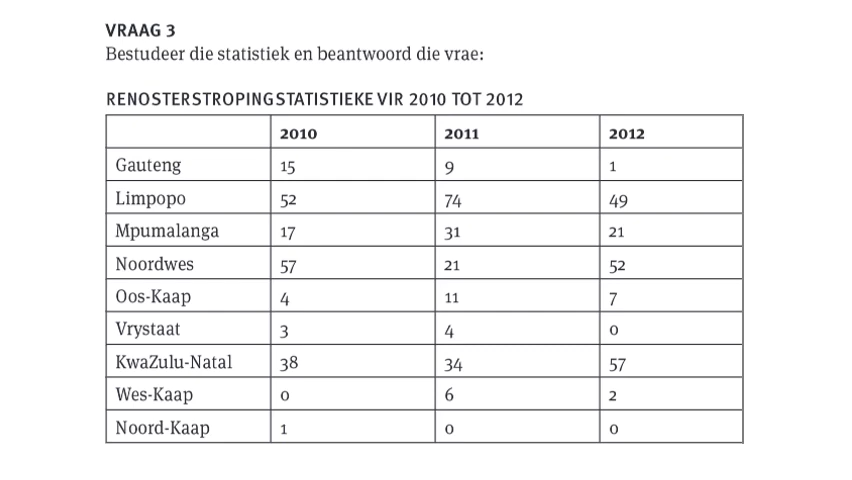 VRAAG 3
Bestudeer die statistiek en beantwoord die vrae:
RENOSTERSTROPINGSTATISTIEKE VIR 2010 TOT 2012
2010 2011 2012
Gauteng 15 9 1
Limpopo 52 74 49
Mpumalanga 17 31 21
Noordwes 57 21 52
Oos-Kaap 4 11 7
Vrystaat 3 4 0
KwaZulu-Natal 38 34 57
Wes-Kaap 0 6 2
Noord-Kaap 1 0 0